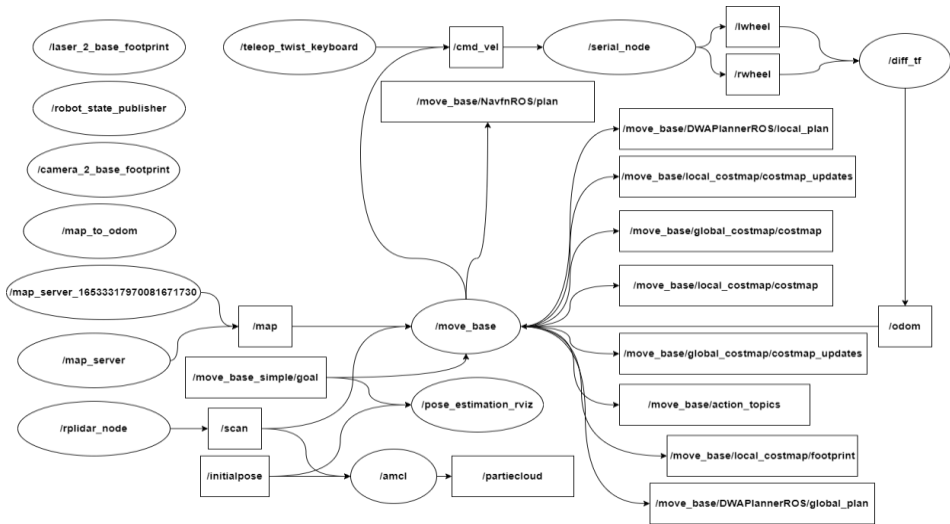 /laser_2_base_footprint
/teleop_twist_keyboard
/cmd_vel
/serial_node
/lwheel
/rwheel
/diff_tf
/robot_state_publisher
/move_base/NavfnROS/plan
/move_base/DWAPlannerROS/local_plan
/camera_2_base_footprint
/move_base/local_costmap/costmap_updates
/map_to_odom
/move_base/global_costmap/costmap
/map_server_16533317970081671730
/move_base/local_costmap/costmap
/map
/move_base
/odom
/map_server
/move_base/global_costmap/costmap_updates
/move_base_simple/goal
/pose_estimation_rviz
/move_base/action_topics
/rplidar_node
/scan
/move_base/local_costmap/footprint
/initialpose
/amcl
/partiecloud
/move_base/DWAPlannerROS/global_plan